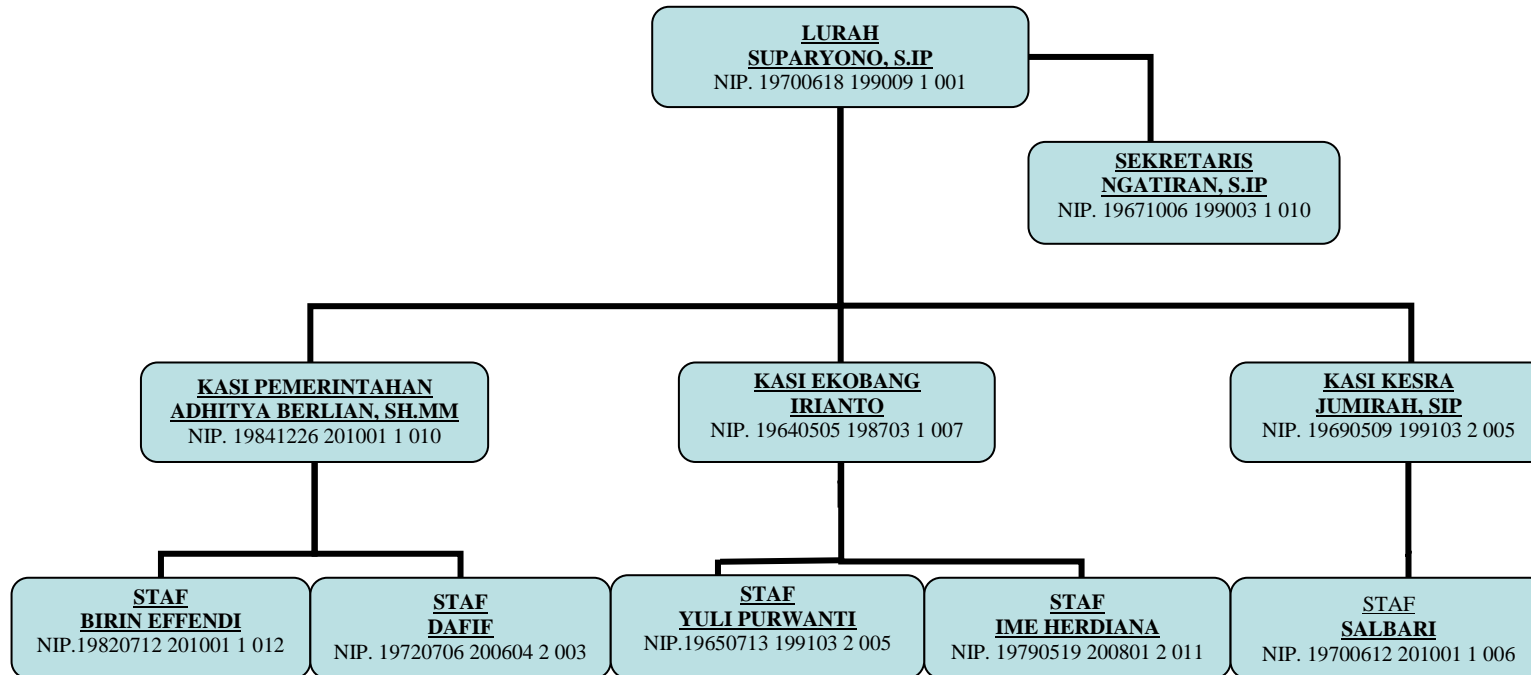 LURAH
SUPARYONO, S.IP
NIP. 19700618 199009 1 001
SEKRETARIS
NGATIRAN, S.IP
NIP. 19671006 199003 1 010
KASI PEMERINTAHAN
ADHITYA BERLIAN, SH.MM
NIP. 19841226 201001 1 010
KASI EKOBANG
IRIANTO
NIP. 19640505 198703 1 007
KASI KESRA
JUMIRAH, SIP
NIP. 19690509 199103 2 005
STAF
BIRIN EFFENDI
NIP.19820712 201001 1 012
STAF
DAFIF
NIP. 19720706 200604 2 003
STAF
YULI PURWANTI
NIP.19650713 199103 2 005
STAF
IME HERDIANA
NIP. 19790519 200801 2 011
STAF
SALBARI
NIP. 19700612 201001 1 006